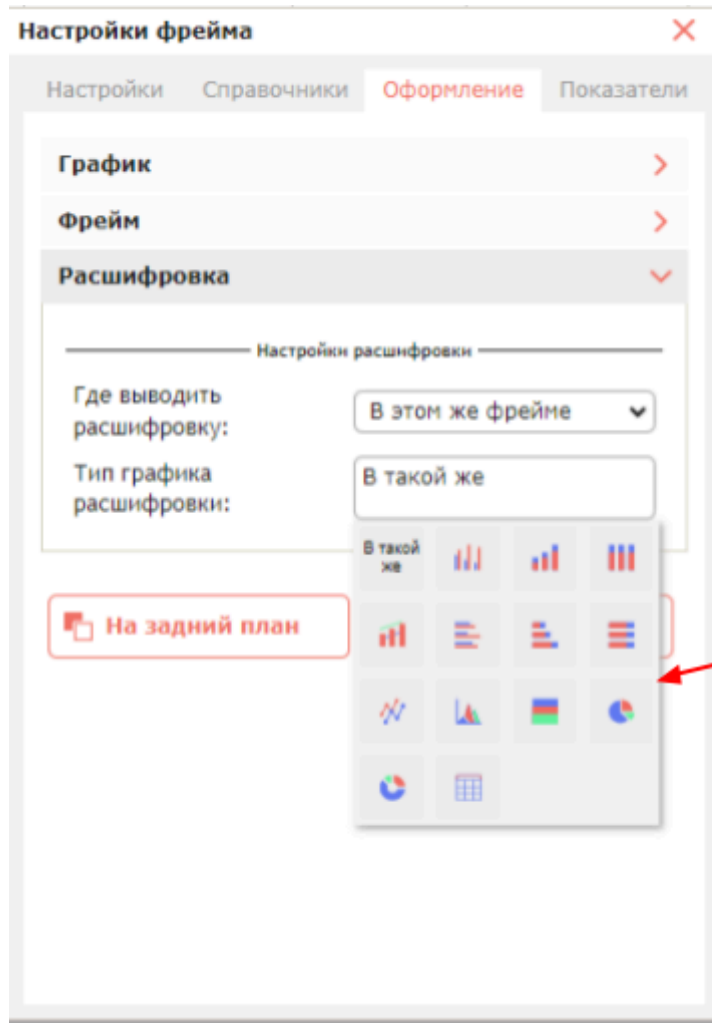 Настройки фрейма
Настройки Справочники Оформление Показатели
График
Фрейм
Расшифровка
Настройки расшифровки
Где выводить
расшифровку:
В этом же фрейме
Тип графика
расшифровки:
В такой же
В такой
же
На задний план